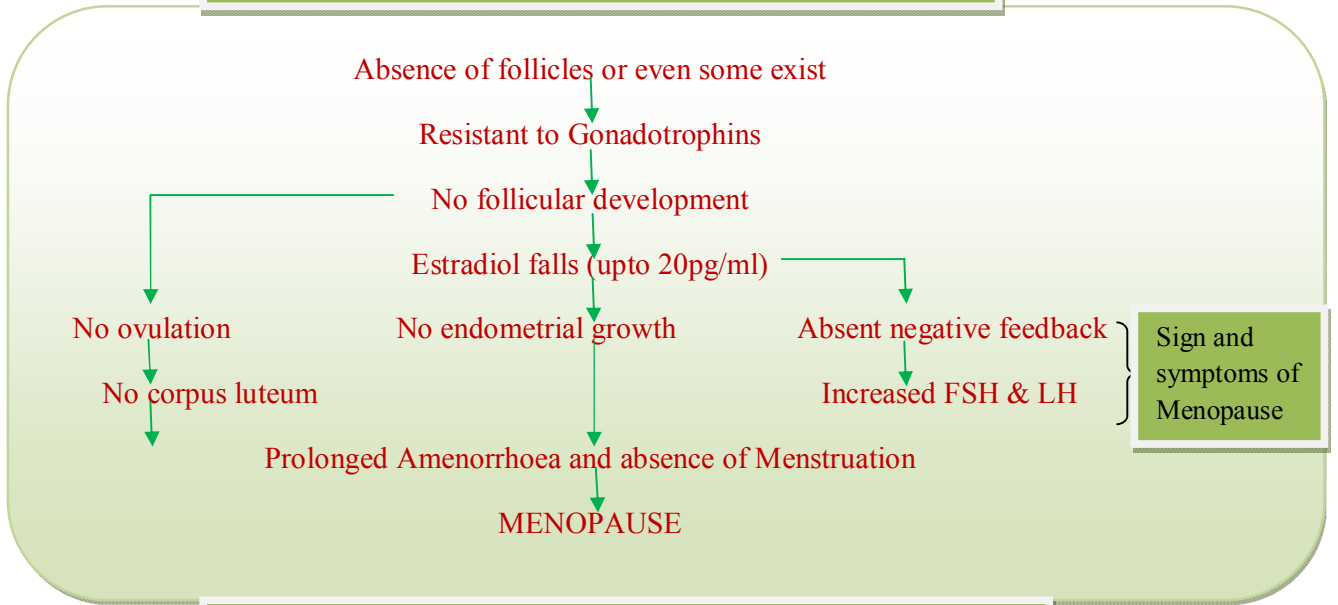 Absence of follicles or even some exist
Resistant to Gonadotrophins
No follicular development
Estradiol falls (upto 20pg/ml)
No ovulation
No endometrial growth
Absent negative feedback
No corpus luteum
Increased FSH & LH
Sign and
symptoms of
Menopause
Prolonged Amenorrhoea and absence of Menstruation
MENOPAUSE